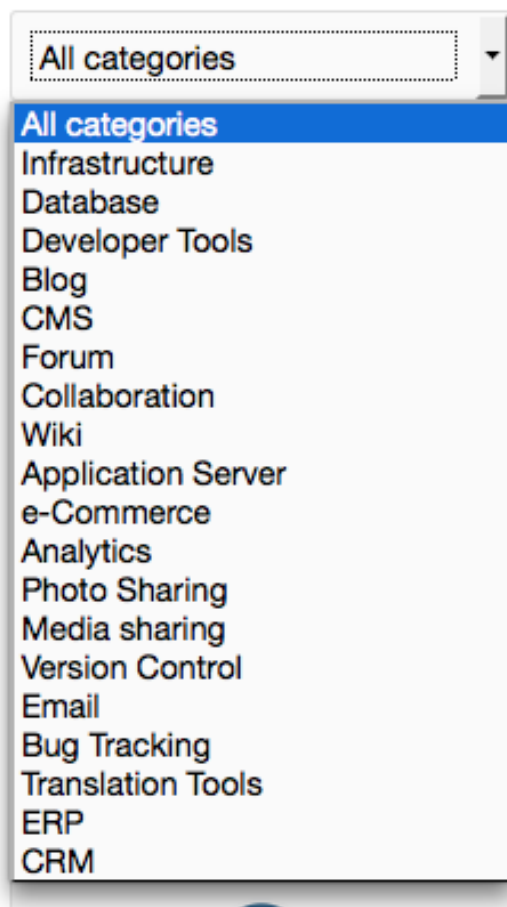 All categories
All categories
Infrastructure
Database
Developer Tools
Blog
CMS
Forum
Collaboration
Wiki
Application Server
e-Commerce
Analytics
Photo Sharing
Media sharing
Version Control
Email
Bug Tracking
Translation Tools
ERP
CRM